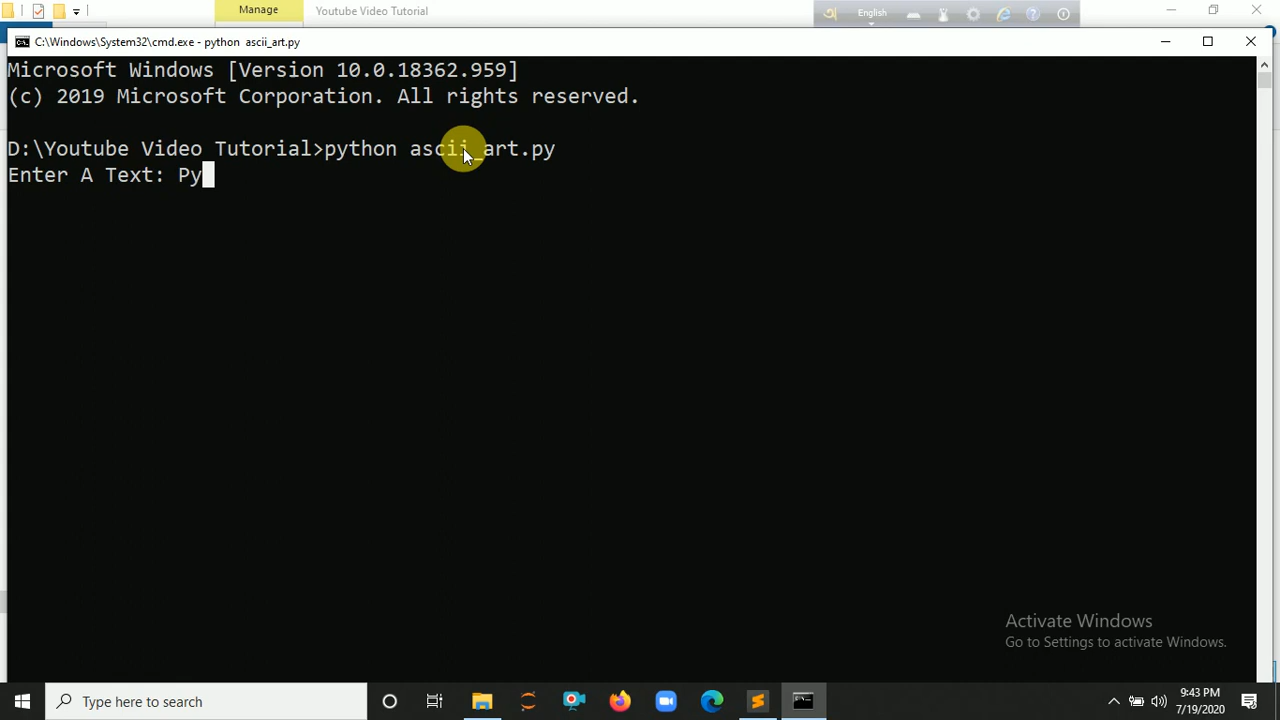 Manage
Youtube Video Tutorial
English
C:\Windows\System32\cmd.exe - python  ascii_art.py
Microsoft Windows [Version 10.0.18362.959]
(c) 2019 Microsoft Corporation. All rights reserved.
D:\Youtube Video Tutorial>python ascii_art.py
Enter A Text: Py
Activate Windows
Go to Settings to activate Windows.
Type here to search
9:43 PM
7/19/2020